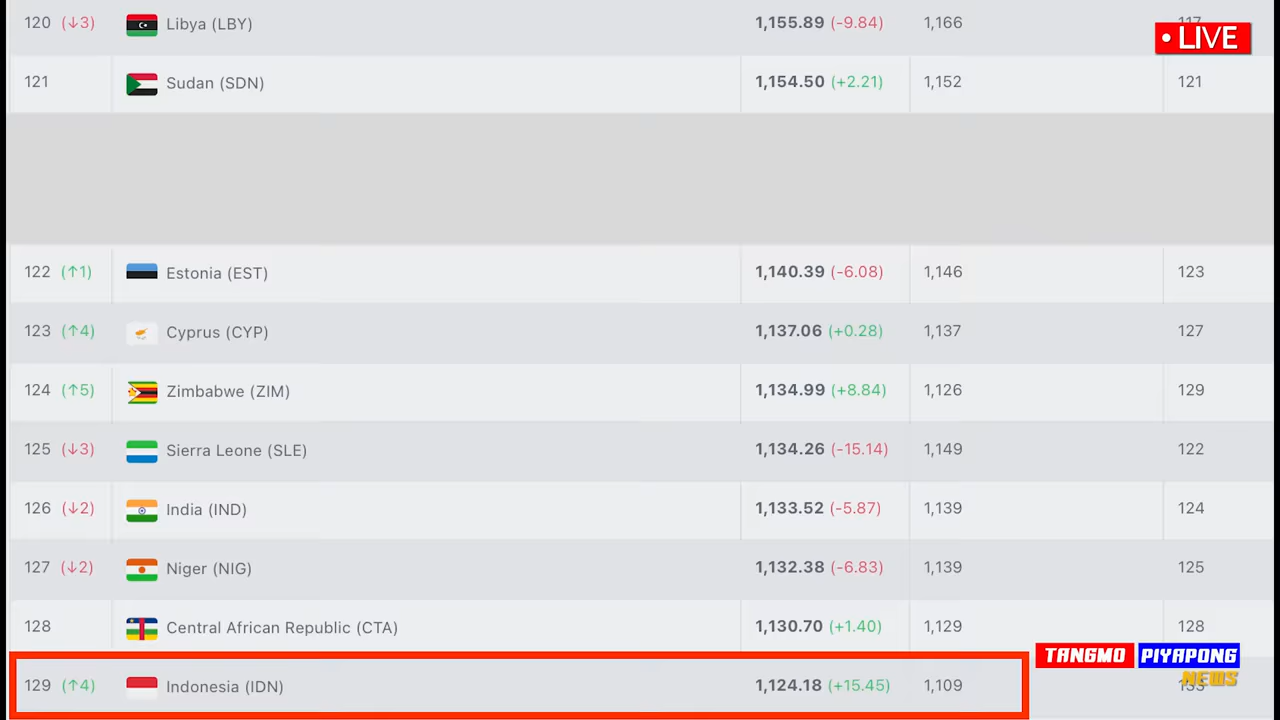 120 (↓3) Libya (LBY) 1,155.89 (-9.84) 1,166 117
• LIVE
121 Sudan (SDN) 1,154.50 (+2.21) 1,152 121
122 (↑1) Estonia (EST) 1,140.39 (-6.08) 1,146 123
123 (↑4) Cyprus (CYP) 1,137.06 (+0.28) 1,137 127
124 (↑5) Zimbabwe (ZIM) 1,134.99 (+8.84) 1,126 129
125 (↓3) Sierra Leone (SLE) 1,134.26 (-15.14) 1,149 122
126 (↓2) India (IND) 1,133.52 (-5.87) 1,139 124
127 (↓2) Niger (NIG) 1,132.38 (-6.83) 1,139 125
128 Central African Republic (CTA) 1,130.70 (+1.40) 1,129 128
TANGMO PIYAPONG
NEWS
129 (↑4) Indonesia (IDN) 1,124.18 (+15.45) 1,109 133